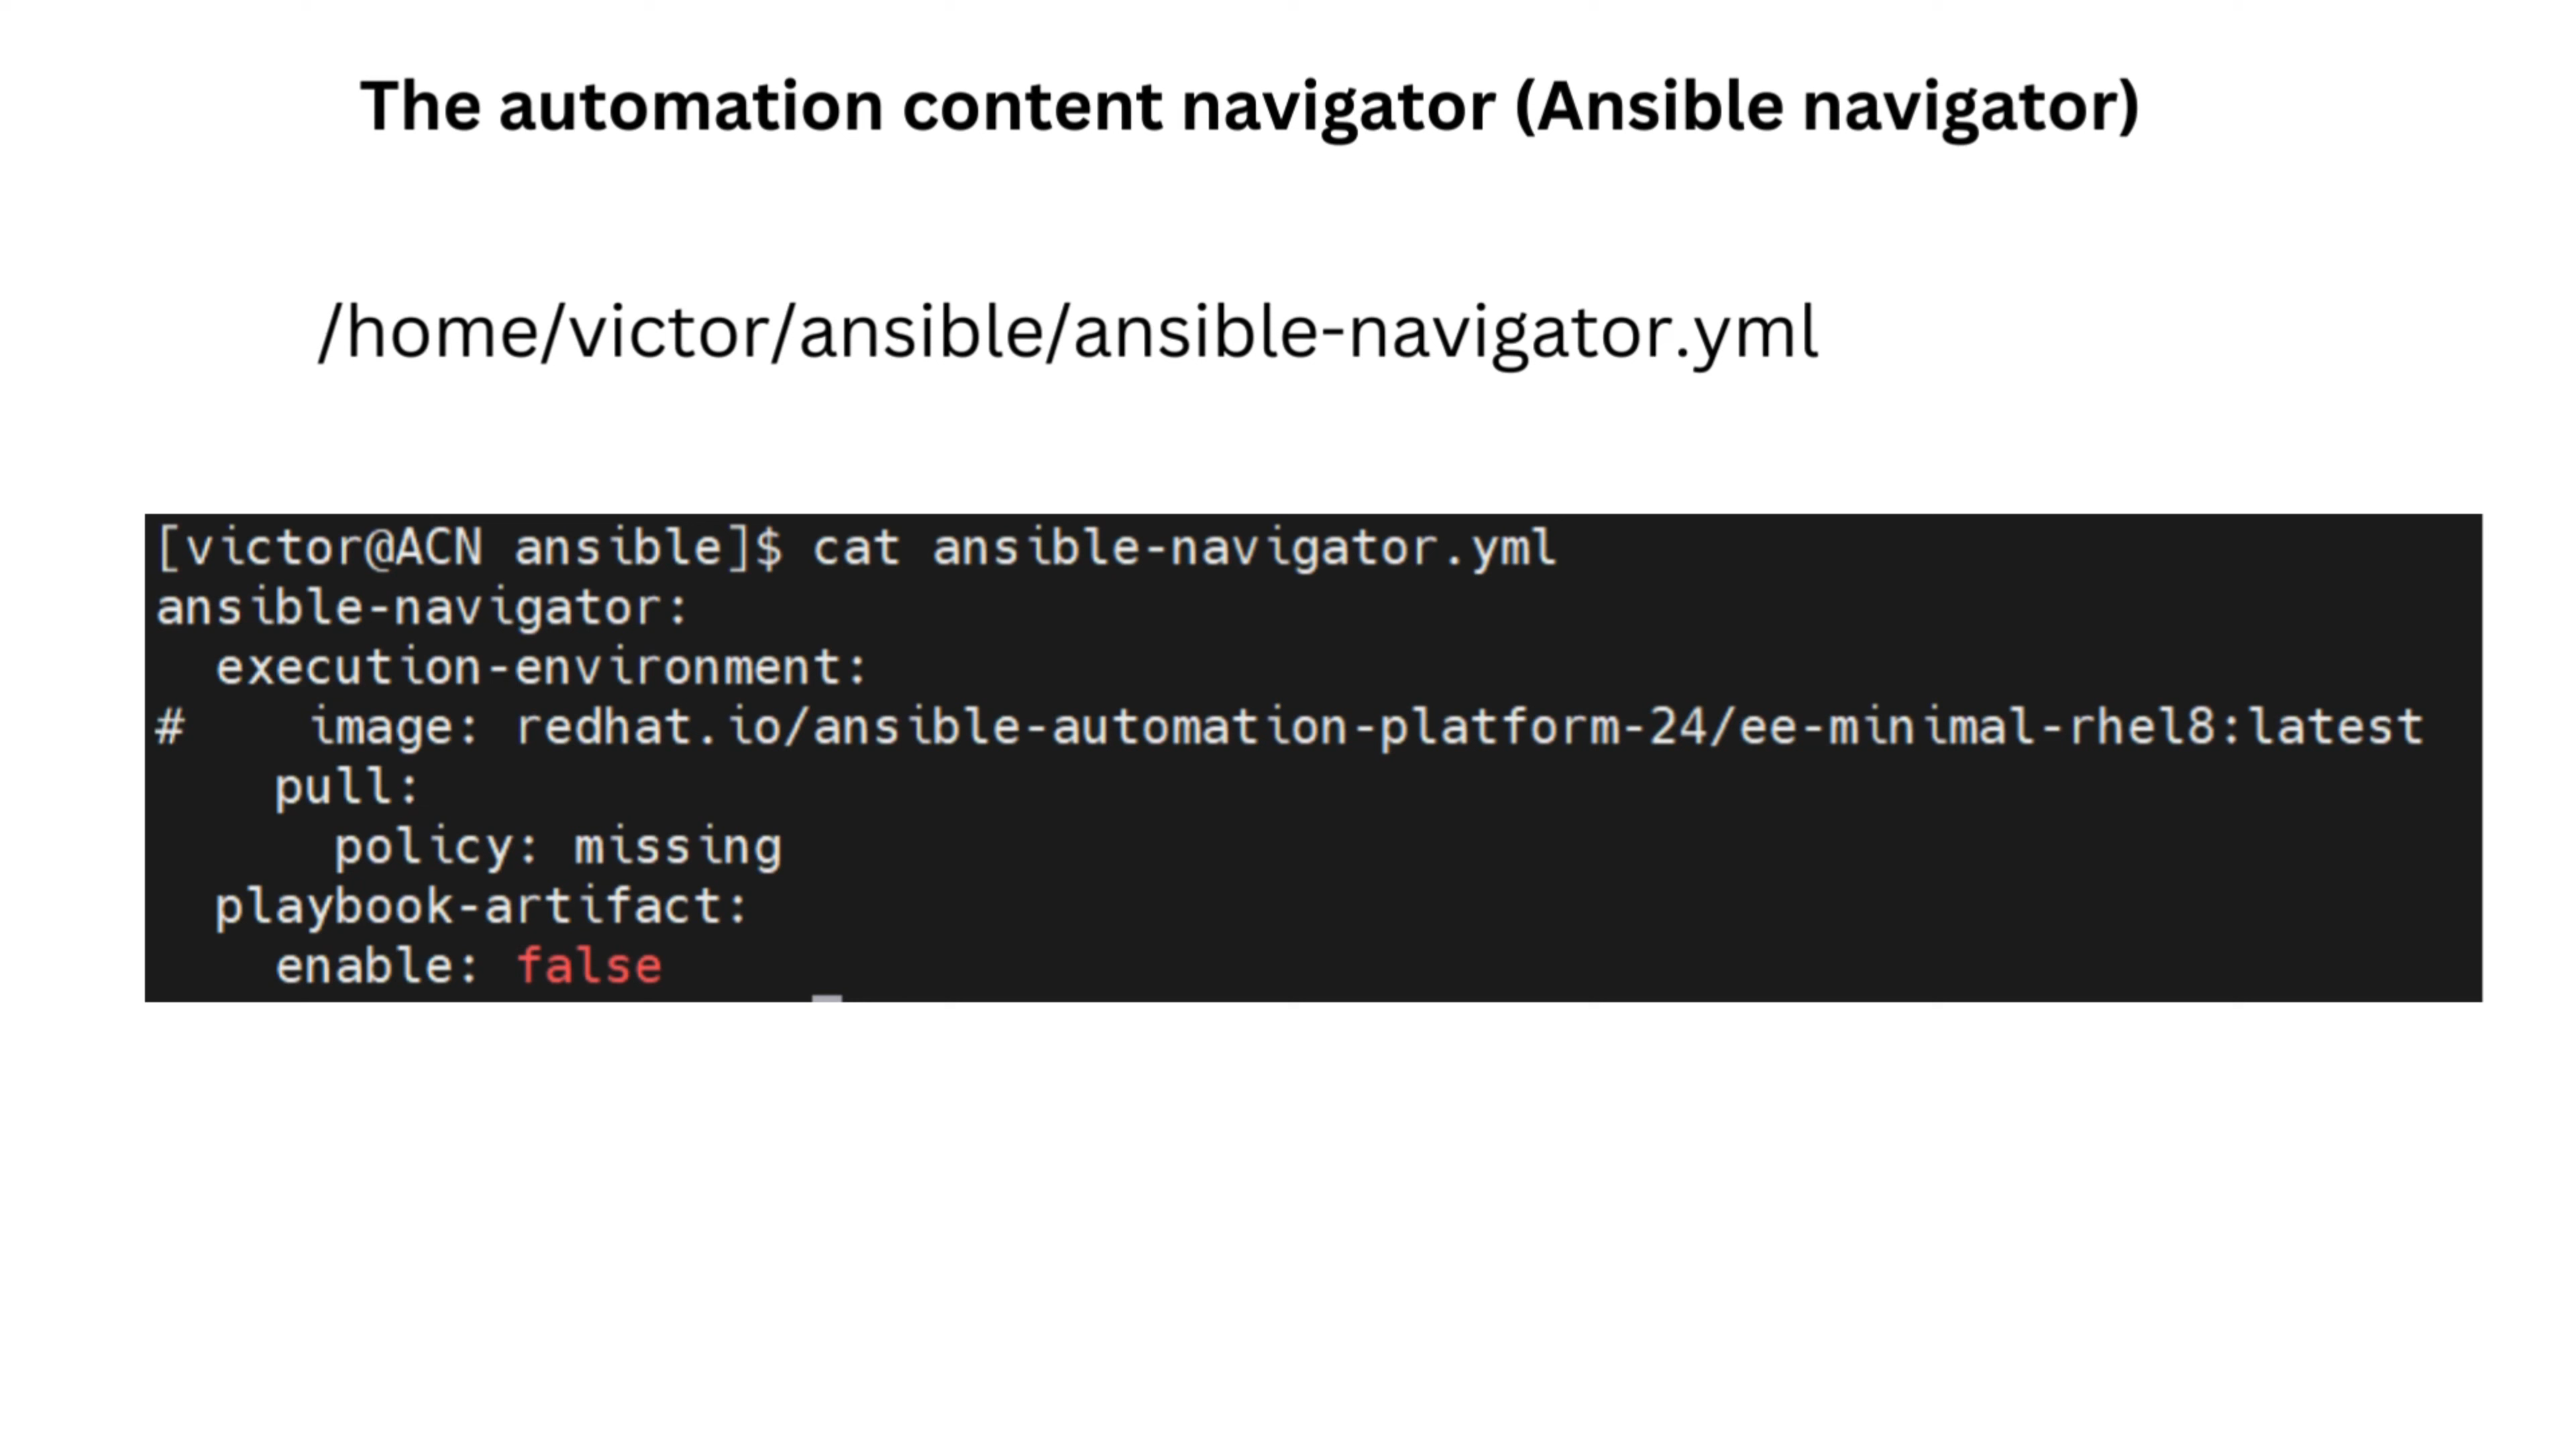 The automation content navigator (Ansible navigator)
/home/victor/ansible/ansible-navigator.yml
[victor@ACN ansible]$ cat ansible-navigator.yml
ansible-navigator:
  execution-environment:
#    image: redhat.io/ansible-automation-platform-24/ee-minimal-rhel8:latest
    pull:
      policy: missing
  playbook-artifact:
    enable: false